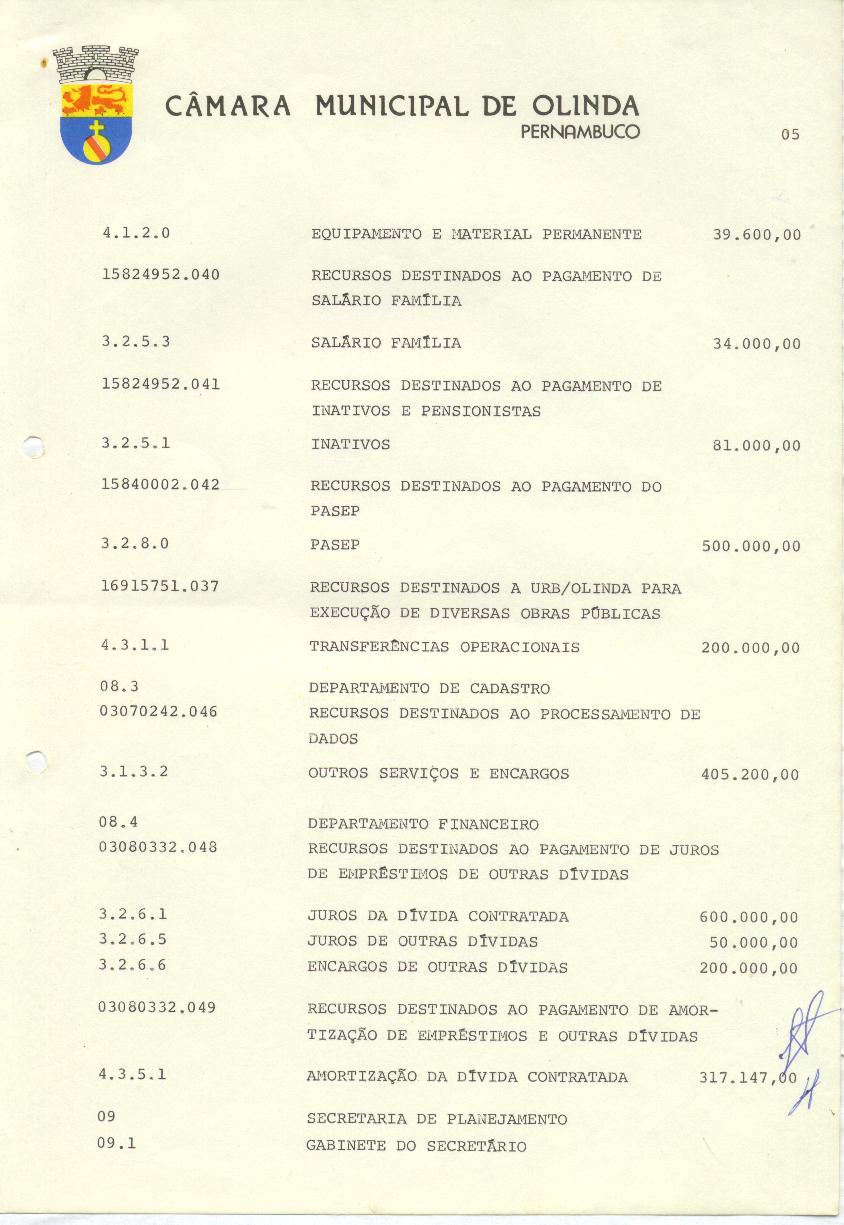 CÂMARA MUNICIPAL DE OLINDA
PERNAMBUCO
05
4.1.2.0 EQUIPAMENTO E MATERIAL PERMANENTE 39.600,00
15824952.040 RECURSOS DESTINADOS AO PAGAMENTO DE
SALÁRIO FAMÍLIA
3.2.5.3 SALÁRIO FAMÍLIA 34.000,00
15824952.041 RECURSOS DESTINADOS AO PAGAMENTO DE
INATIVOS E PENSIONISTAS
3.2.5.1 INATIVOS 81.000,00
15840002.042 RECURSOS DESTINADOS AO PAGAMENTO DO
PASEP
3.2.8.0 PASEP 500.000,00
16915751.037 RECURSOS DESTINADOS A URB/OLINDA PARA
EXECUÇÃO DE DIVERSAS OBRAS PÚBLICAS
4.3.1.1 TRANSFERÊNCIAS OPERACIONAIS 200.000,00
08.3 DEPARTAMENTO DE CADASTRO
03070242.046 RECURSOS DESTINADOS AO PROCESSAMENTO DE
DADOS
3.1.3.2 OUTROS SERVIÇOS E ENCARGOS 405.200,00
08.4 DEPARTAMENTO FINANCEIRO
03080332.048 RECURSOS DESTINADOS AO PAGAMENTO DE JUROS
DE EMPRÉSTIMOS DE OUTRAS DÍVIDAS
3.2.6.1 JUROS DA DÍVIDA CONTRATADA 600.000,00
3.2.6.5 JUROS DE OUTRAS DÍVIDAS 50.000,00
3.2.6.6 ENCARGOS DE OUTRAS DÍVIDAS 200.000,00
03080332.049 RECURSOS DESTINADOS AO PAGAMENTO DE AMOR-
TIZAÇÃO DE EMPRÉSTIMOS E OUTRAS DÍVIDAS
4.3.5.1 AMORTIZAÇÃO DA DÍVIDA CONTRATADA 317.147,00
09 SECRETARIA DE PLANEJAMENTO
09.1 GABINETE DO SECRETÁRIO